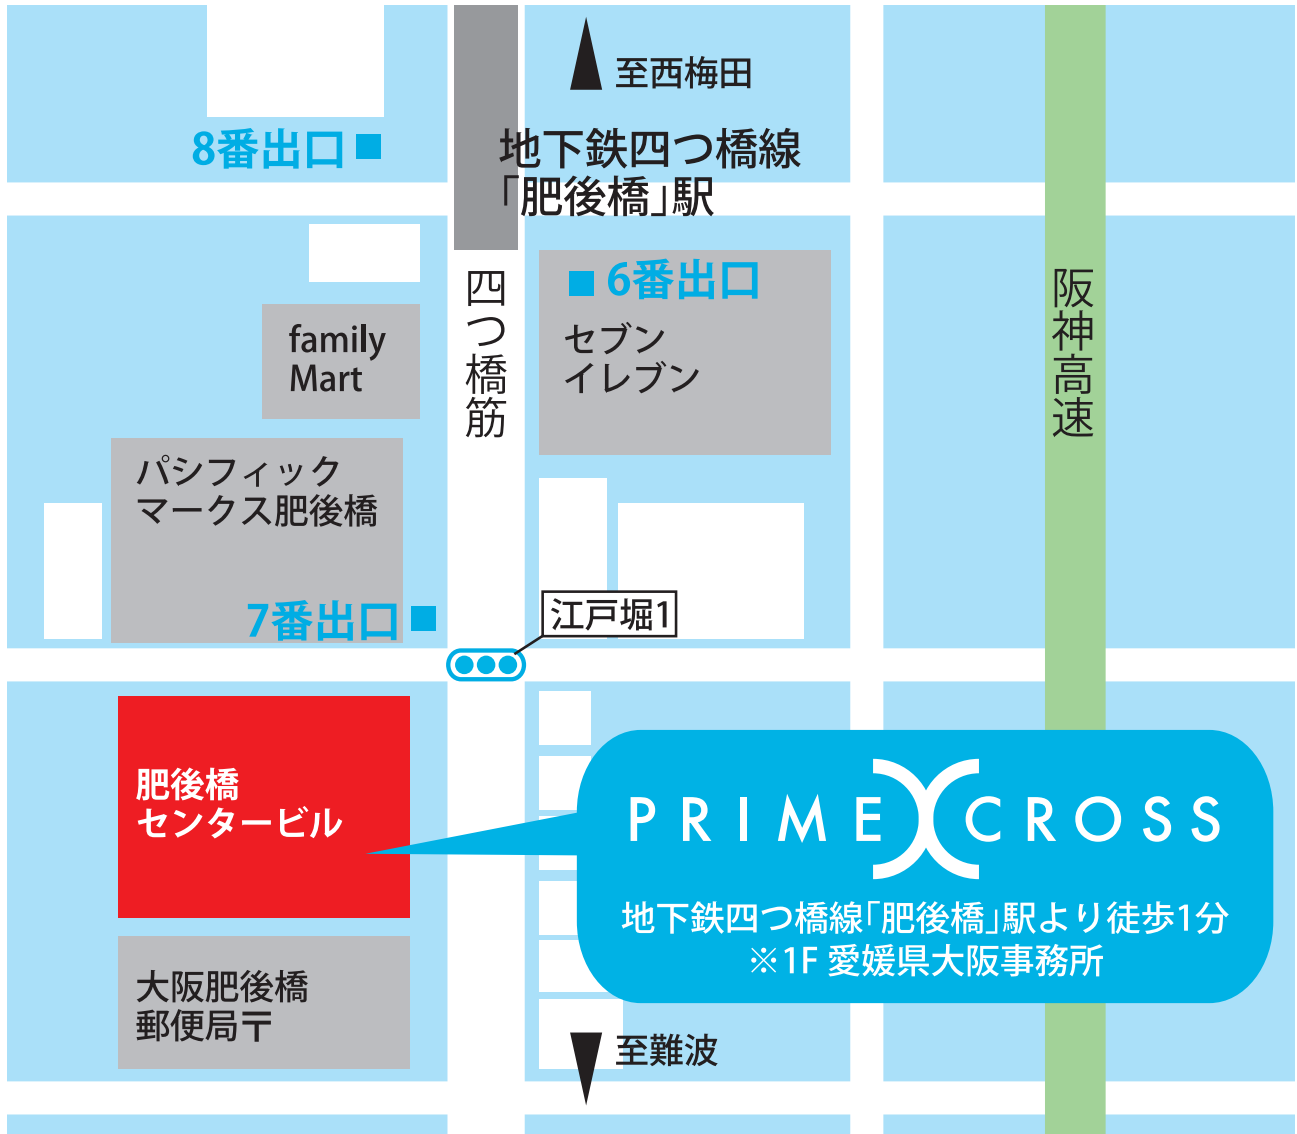 至西梅田
8番出口
地下鉄四つ橋線
「肥後橋」駅
四つ橋筋
6番出口
セブン
イレブン
阪神高速
family
Mart
パシフィック
マークス肥後橋
7番出口
江戸堀1
肥後橋
センタービル
PRIME CROSS
地下鉄四つ橋線「肥後橋」駅より徒歩1分
※1F 愛媛県大阪事務所
大阪肥後橋
郵便局〒
至難波